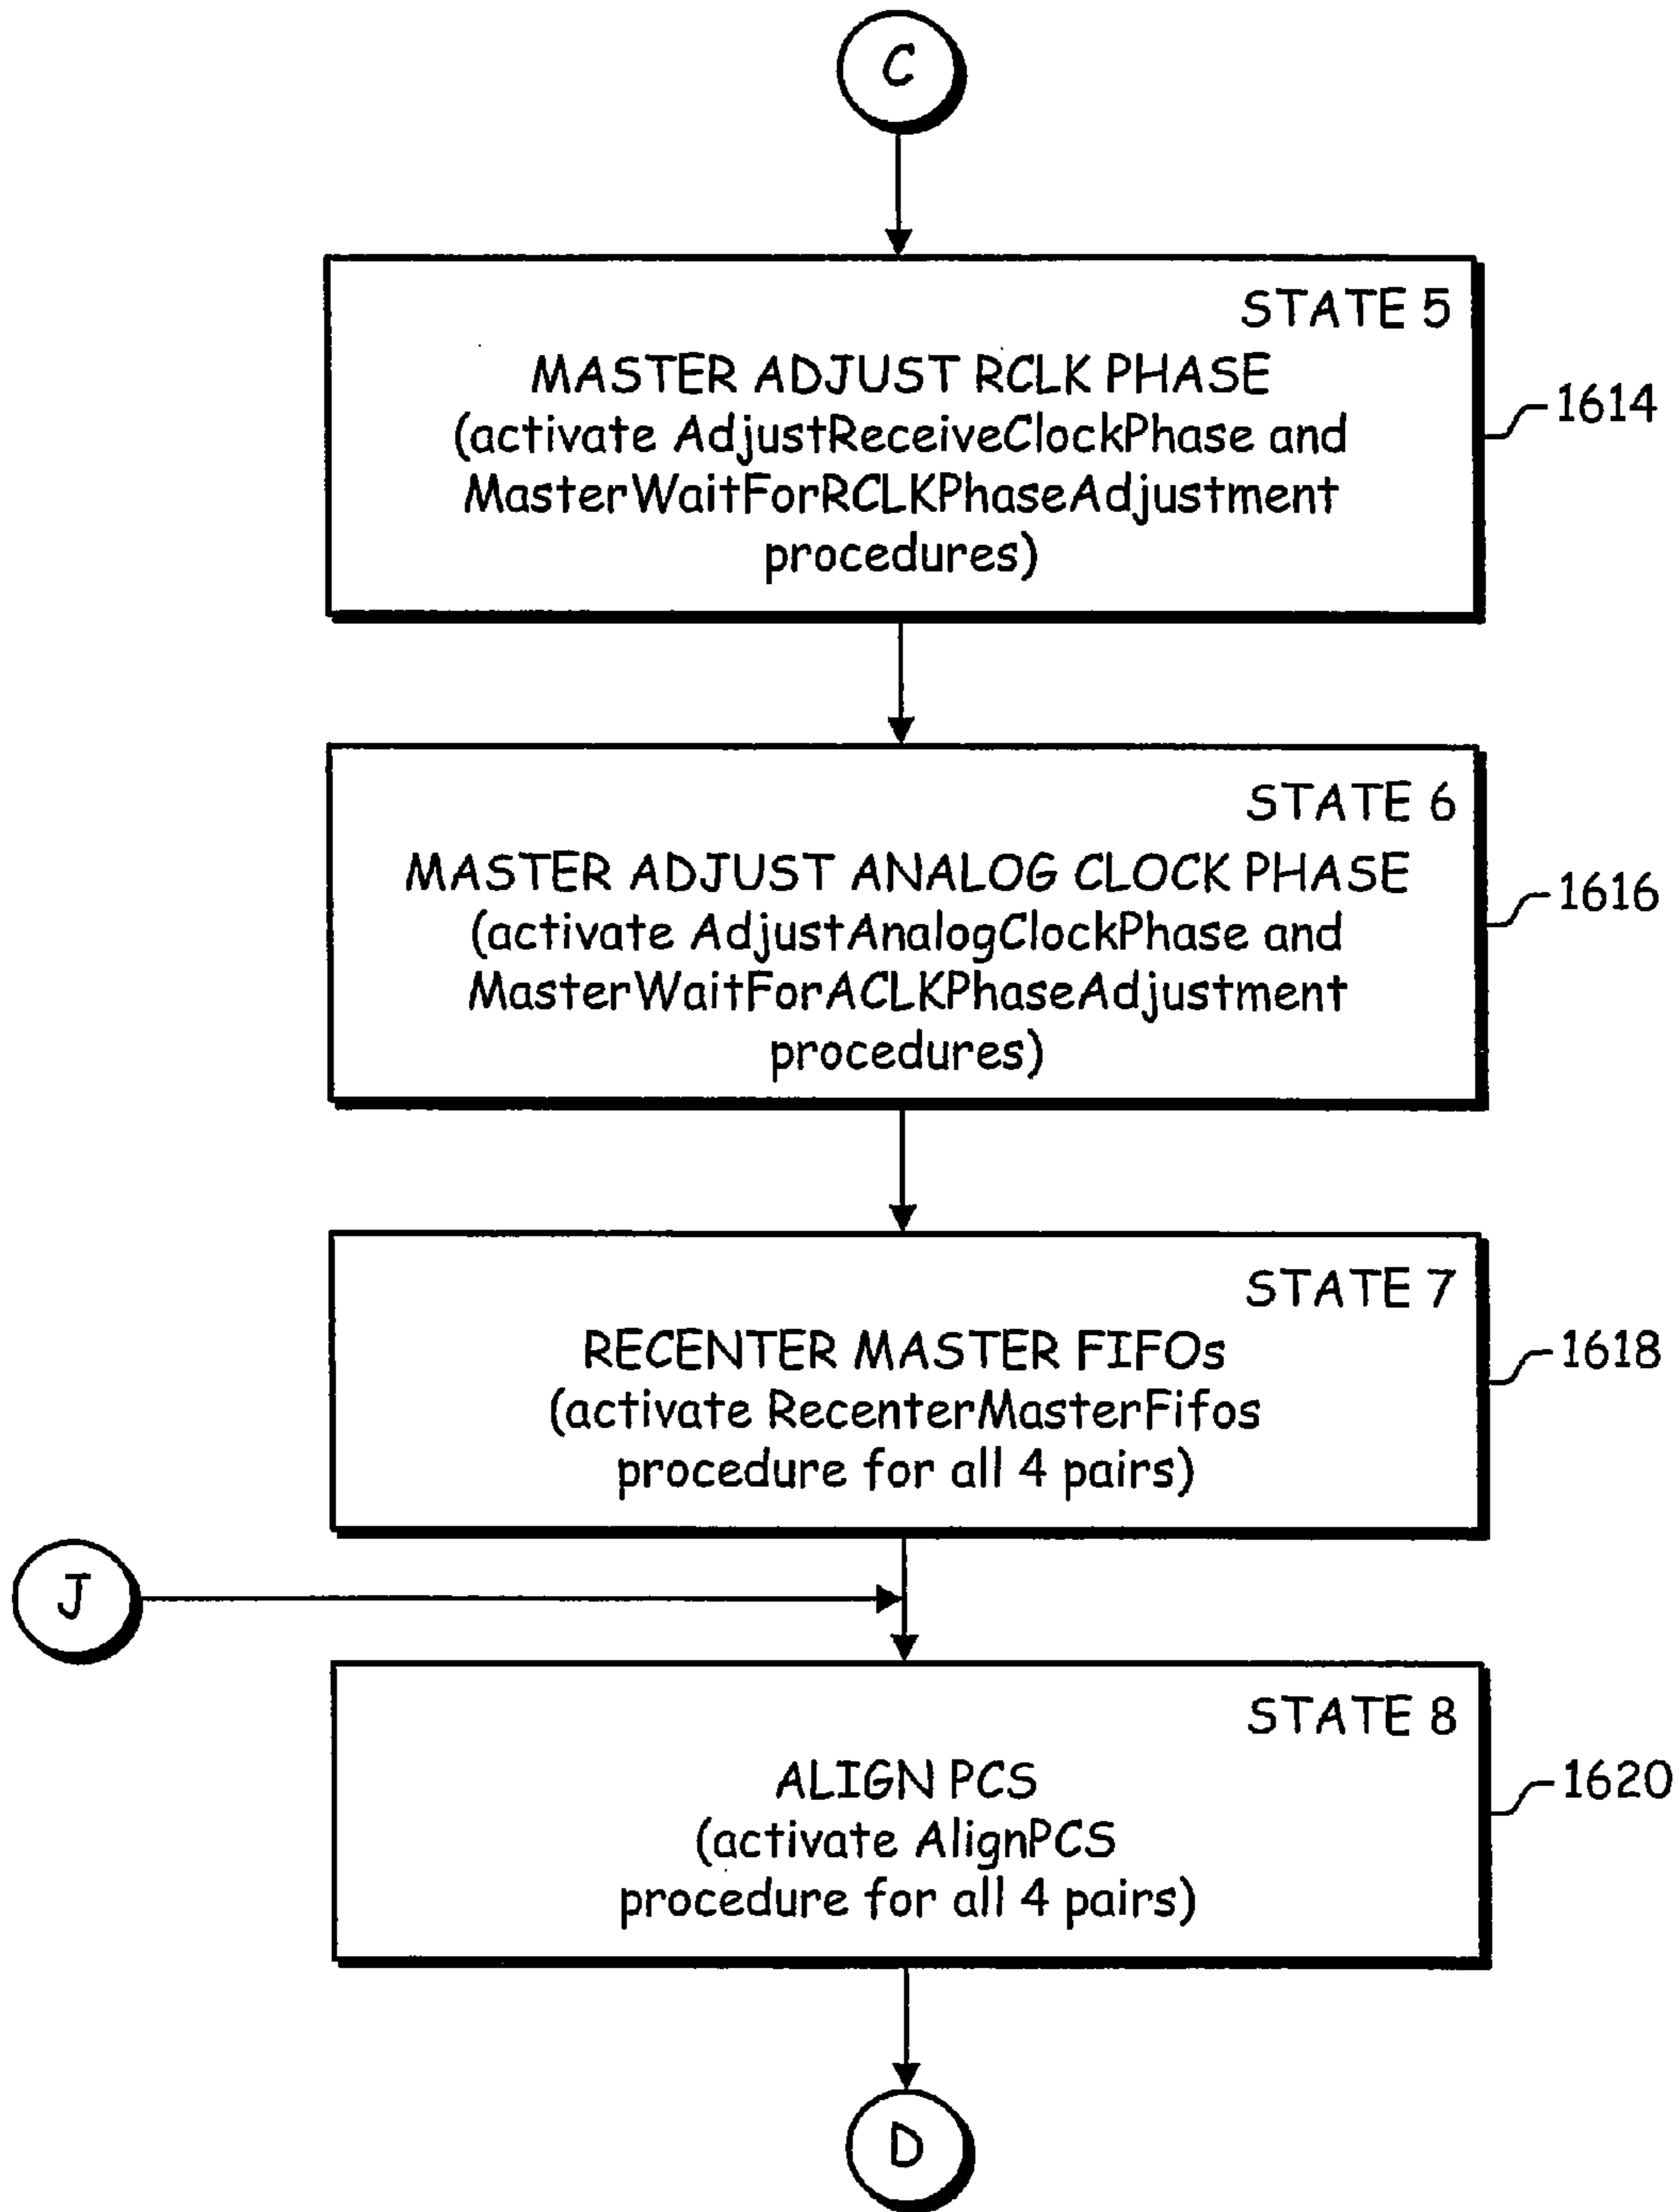 C
STATE 5
MASTER ADJUST RCLK PHASE
(activate AdjustReceiveClockPhase and
MasterWaitForRCLKPhaseAdjustment
procedures)
1614
STATE 6
MASTER ADJUST ANALOG CLOCK PHASE
(activate AdjustAnalogClockPhase and
MasterWaitForACLKPhaseAdjustment
procedures)
1616
STATE 7
RECENTER MASTER FIFOs
(activate RecenterMasterFifos
procedure for all 4 pairs)
1618
J
STATE 8
ALIGN PCS
(activate AlignPCS
procedure for all 4 pairs)
1620
D